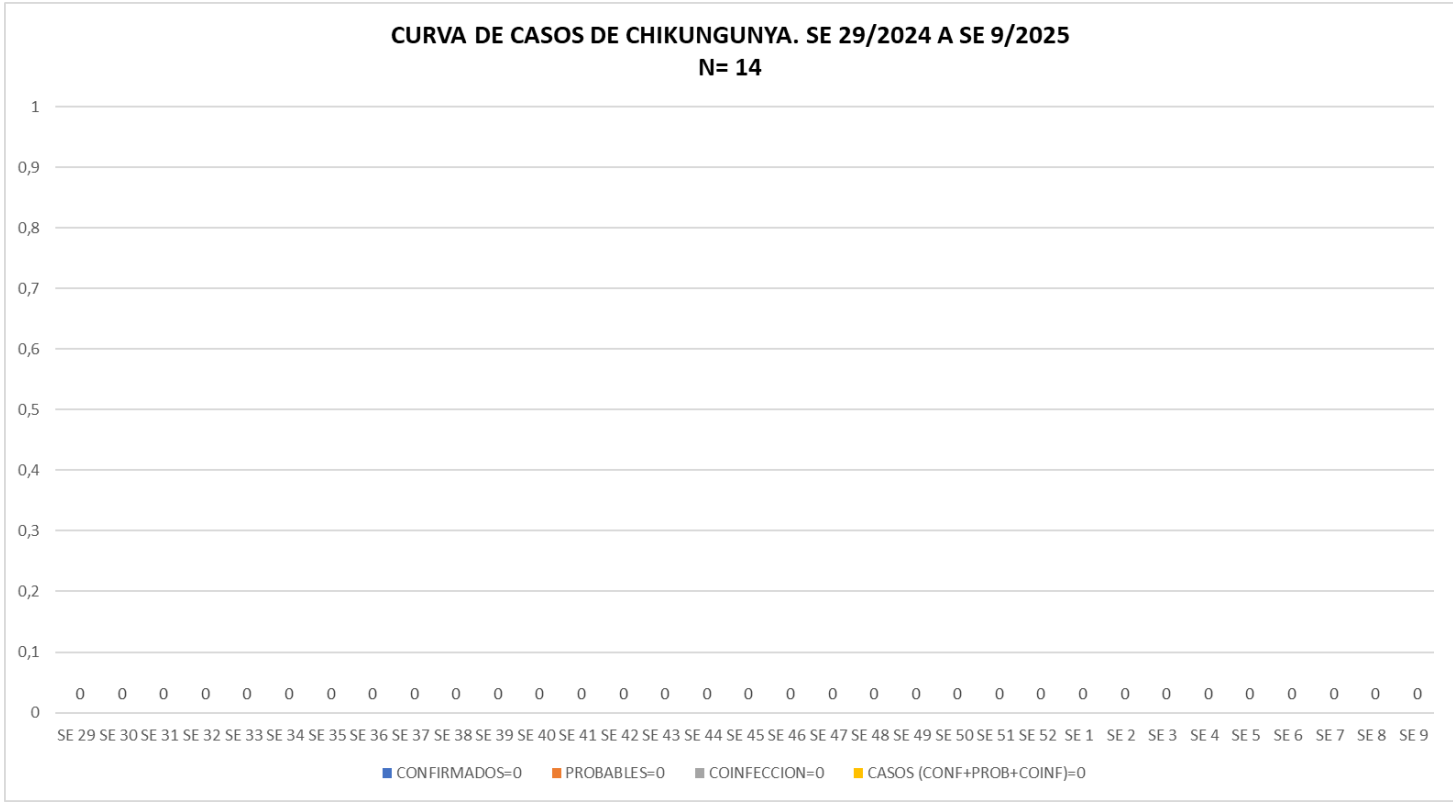 CURVA DE CASOS DE CHIKUNGUNYA. SE 29/2024 A SE 9/2025
N= 14
1
0,9
0,8
0,7
0,6
0,5
0,4
0,3
0,2
0,1
0 0 0 0 0 0 0 0 0 0 0 0 0 0 0 0 0 0 0 0 0 0 0 0 0 0 0 0 0 0 0 0 0
0
SE 29 SE 30 SE 31 SE 32 SE 33 SE 34 SE 35 SE 36 SE 37 SE 38 SE 39 SE 40 SE 41 SE 42 SE 43 SE 44 SE 45 SE 46 SE 47 SE 48 SE 49 SE 50 SE 51 SE 52 SE 1 SE 2 SE 3 SE 4 SE 5 SE 6 SE 7 SE 8 SE 9
CONFIRMADOS=0 PROBABLES=0 COINFECCION=0 CASOS (CONF+PROB+COINF)=0